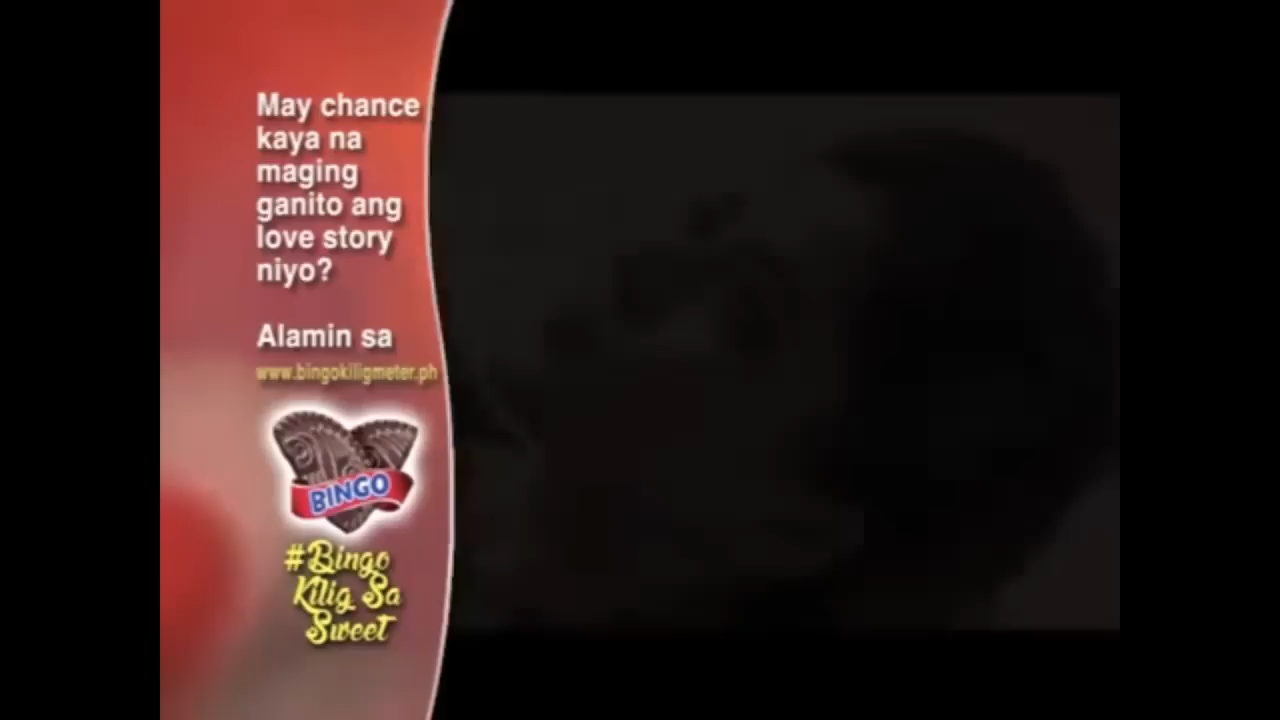 May chance
kaya na
maging
ganito ang
love story
niyo?
Alamin sa
www.bingokiligmeter.ph
BINGO
#Bingo
Kilig Sa
Sweet